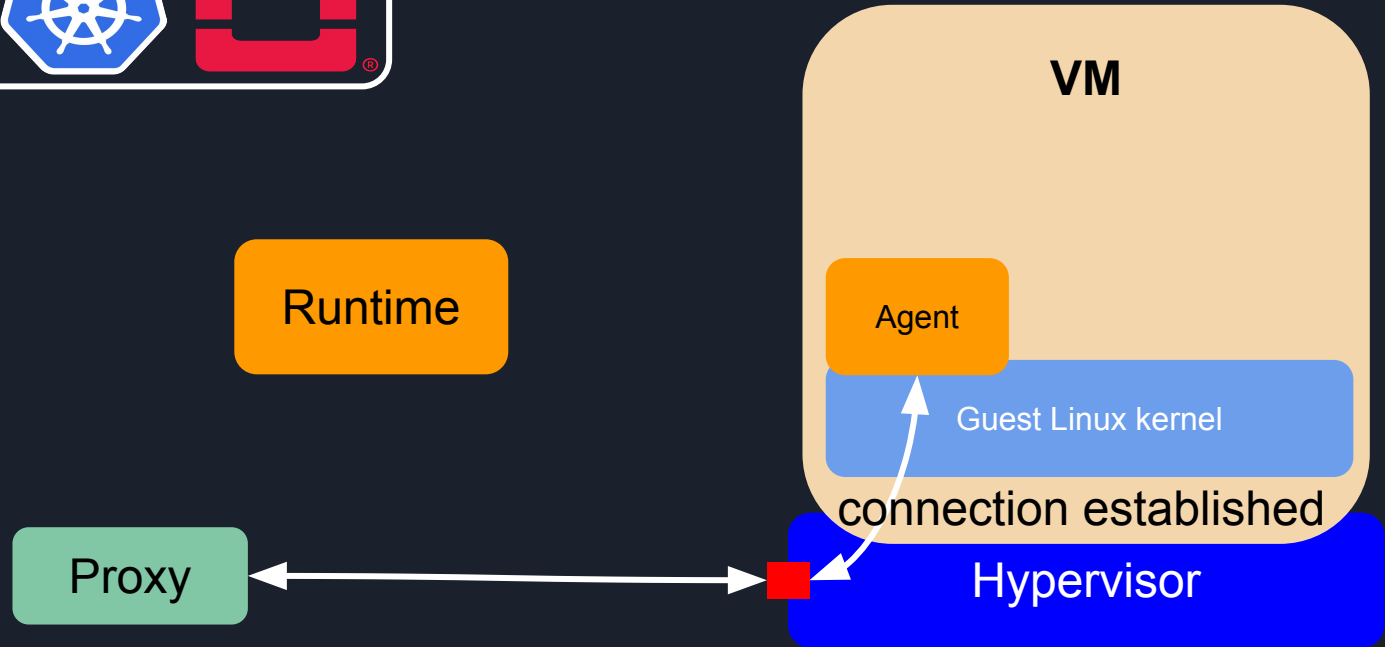 ®
VM
Runtime
Agent
Guest Linux kernel
connection established
Proxy
Hypervisor